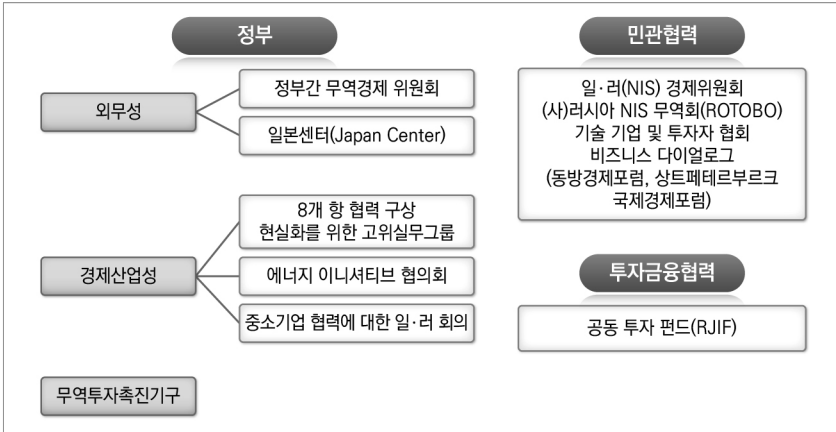 정부
외무성
정부간 무역경제 위원회
일본센터(Japan Center)
경제산업성
8개 항 협력 구상
현실화를 위한 고위실무그룹
에너지 이니셔티브 협의회
중소기업 협력에 대한 일·러 회의
무역투자촉진기구
민관협력
일·러(NIS) 경제위원회
(사)러시아 NIS 무역회(ROTOBO)
기술 기업 및 투자자 협회
비즈니스 다이얼로그
(동방경제포럼, 상트페테르부르크
국제경제포럼)
투자금융협력
공동 투자 펀드(RJIF)